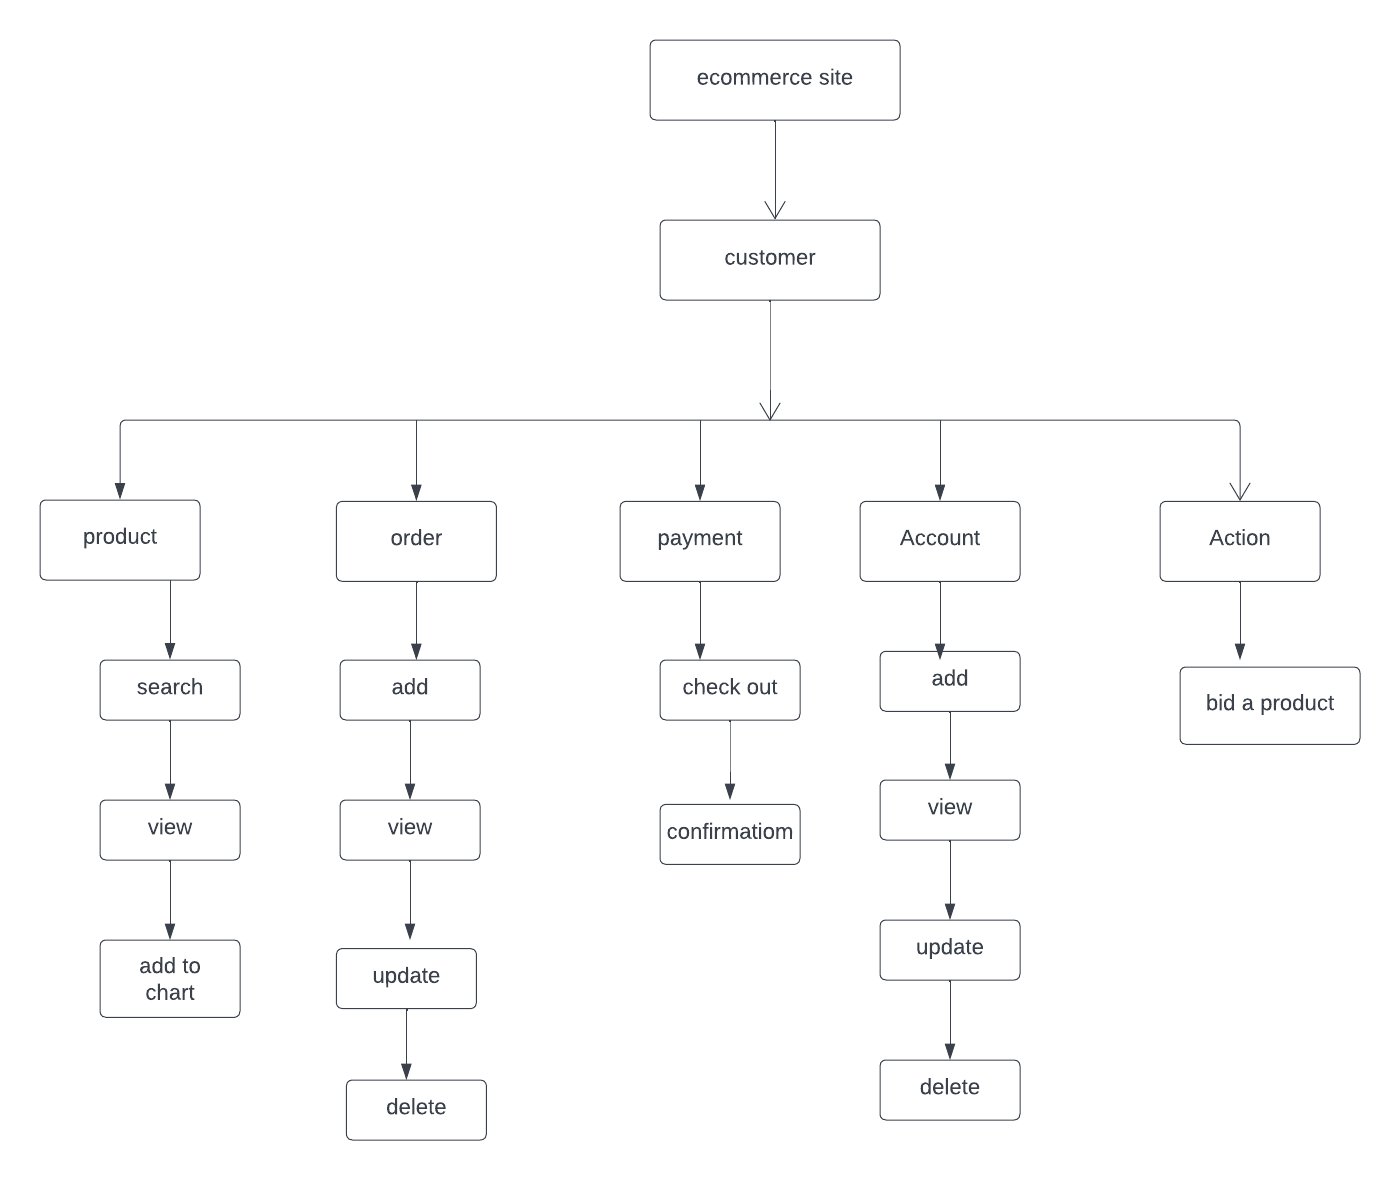 ecommerce site
customer
product
order
payment
Account
Action
search
add
check out
add
bid a product
view
view
confirmatiom
view
add to
chart
update
update
delete
delete